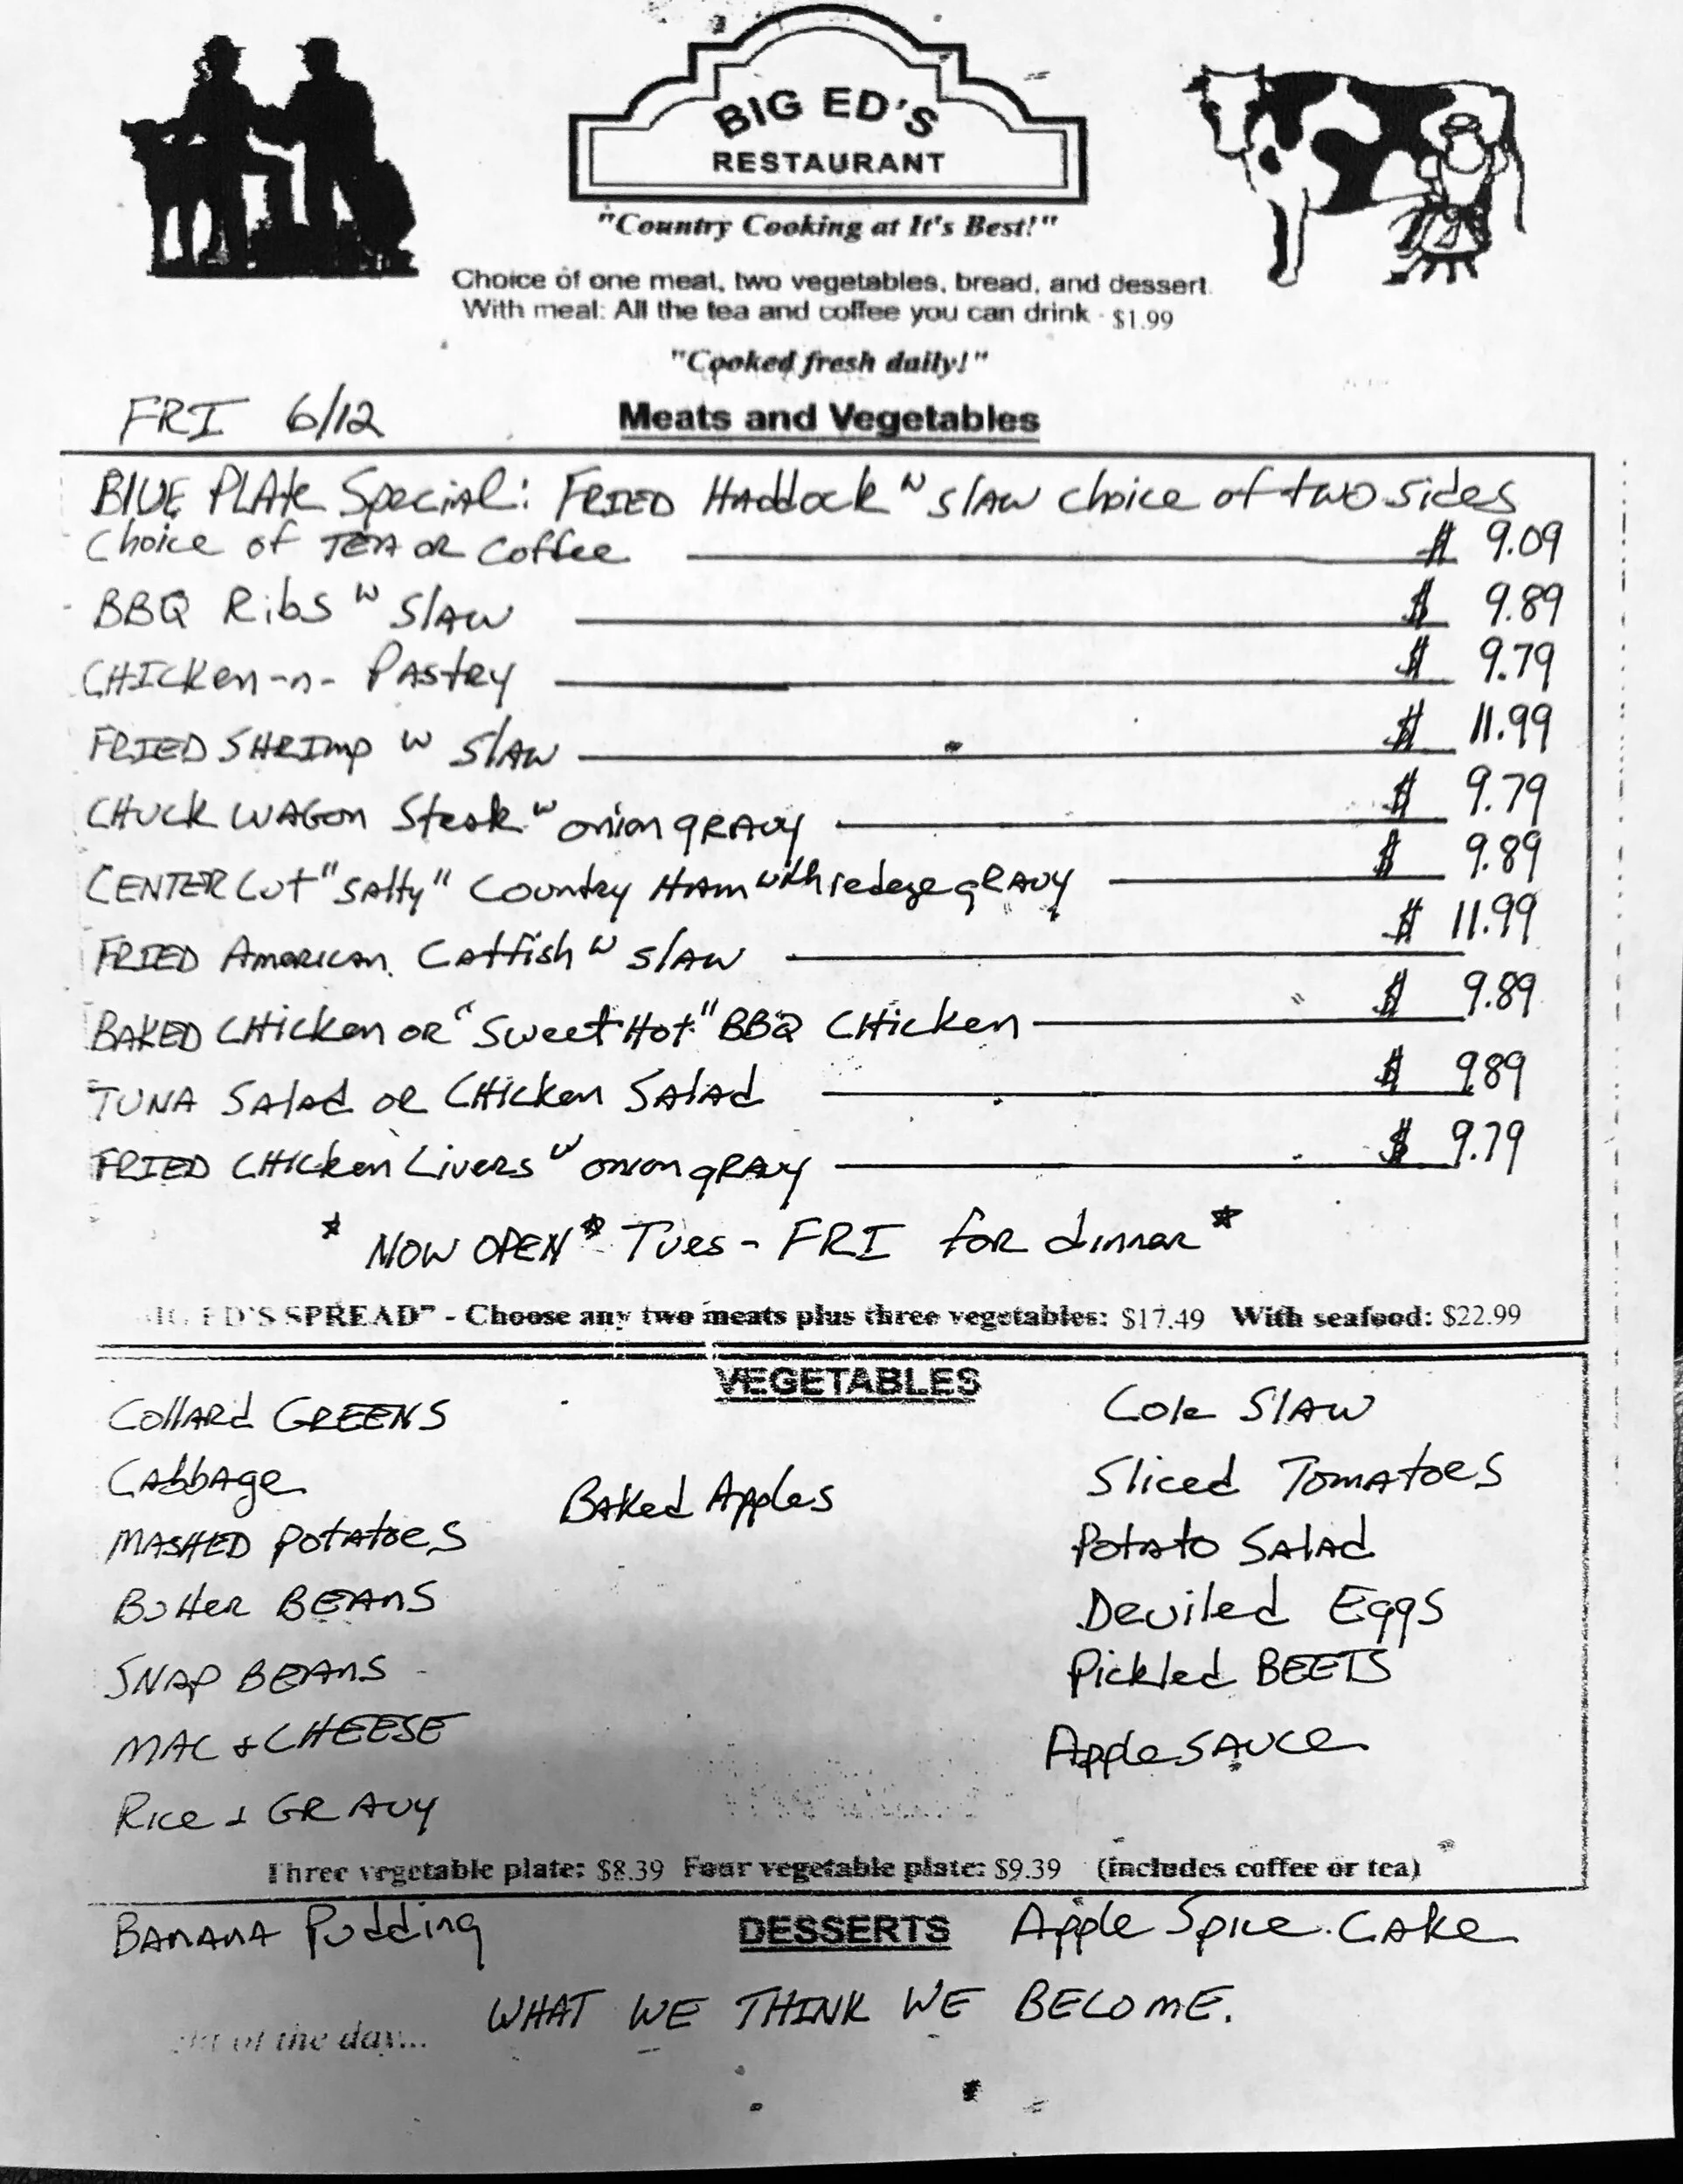 BIG ED'S
RESTAURANT
"Country Cooking at It's Best!"
Choice of one meat, two vegetables, bread, and dessert.
With meal: All the tea and coffee you can drink - $1.99
"Cooked fresh daily!"
FRI 6/12 Meats and Vegetables
BLUE PLAte Special: FRIED Haddock w slaw choice of two sides
Choice of TEA OR Coffee $ 9.09
BBQ Ribs w Slaw $ 9.89
CHICken-n- Pastry $ 9.79
FRIED SHRImp w Slaw $ 11.99
CHUCK WAGon Steak w onion gravy $ 9.79
CENTER Cut "Salty" Country Ham with redeye gravy $ 9.89
FRIED American Catfish w slaw $ 11.99
BAKED CHicken or "Sweet Hot" BBQ CHicken $ 9.89
TUNA Salad or CHicken Salad $ 9.89
FRIED CHICken Livers w onion gravy $ 9.79
* NOW OPEN * Tues - FRI for dinner *
IG ED'S SPREAD" - Choose any two meats plus three vegetables: $17.49 With seafood: $22.99
VEGETABLES
Collard GREENS Cole Slaw
Cabbage Baked Apples Sliced Tomatoes
MASHED Potatoes Potato Salad
Butter BEANS Deviled Eggs
SNAP BEANS Pickled BEETS
MAC & CHEESE Apple Sauce
Rice & GRAVY
Three vegetable plate: $8.39 Four vegetable plate: $9.39 (includes coffee or tea)
BANANA Pudding DESSERTS Apple Spice Cake
of the day... WHAT WE THINK WE BECOME.